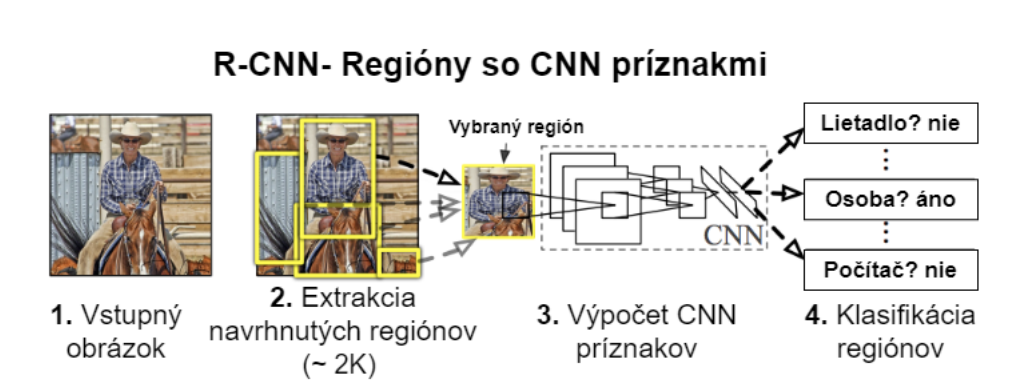 R-CNN- Regióny so CNN príznakmi
Vybraný región
CNN
Lietadlo? nie
Osoba? áno
Počítač? nie
1. Vstupný
obrázok
2. Extrakcia
navrhnutých regiónov
(~ 2K)
3. Výpočet CNN
príznakov
4. Klasifikácia
regiónov